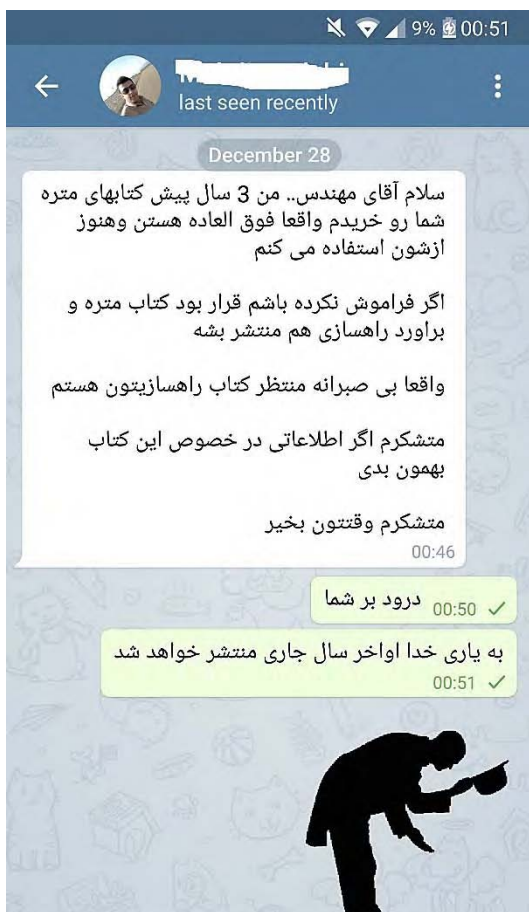 9% 00:51
last seen recently
December 28
سلام آقای مهندس.. من 3 سال پیش کتابهای متره
شما رو خریدم واقعا فوق العاده هستن وهنوز
ازشون استفاده می کنم
اگر فراموش نکرده باشم قرار بود کتاب متره و
براورد راهسازی هم منتشر بشه
واقعا بی صبرانه منتظر کتاب راهسازیتون هستم
متشکرم اگر اطلاعاتی در خصوص این کتاب
بهمون بدی
متشکرم وقتتون بخیر
00:46
درود بر شما 00:50
به یاری خدا اواخر سال جاری منتشر خواهد شد
00:51